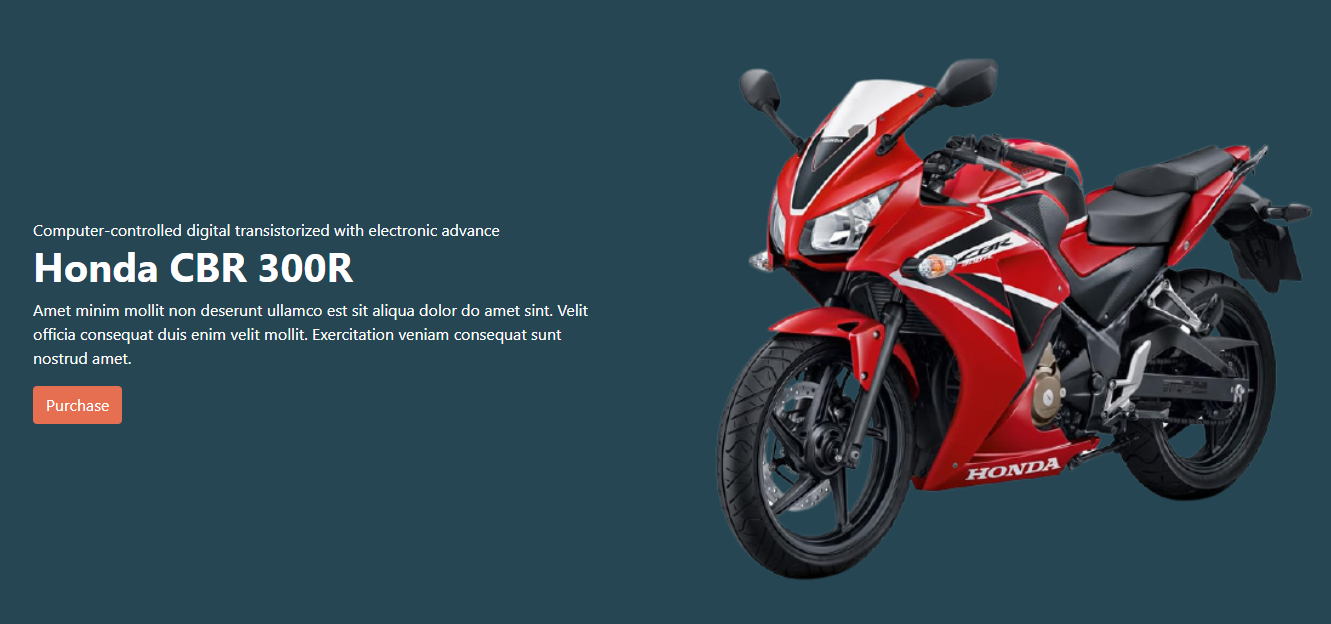 Computer-controlled digital transistorized with electronic advance
Honda CBR 300R
Amet minim mollit non deserunt ullamco est sit aliqua dolor do amet sint. Velit
officia consequat duis enim velit mollit. Exercitation veniam consequat sunt
nostrud amet.
Purchase
HONDA
CBR
HONDA